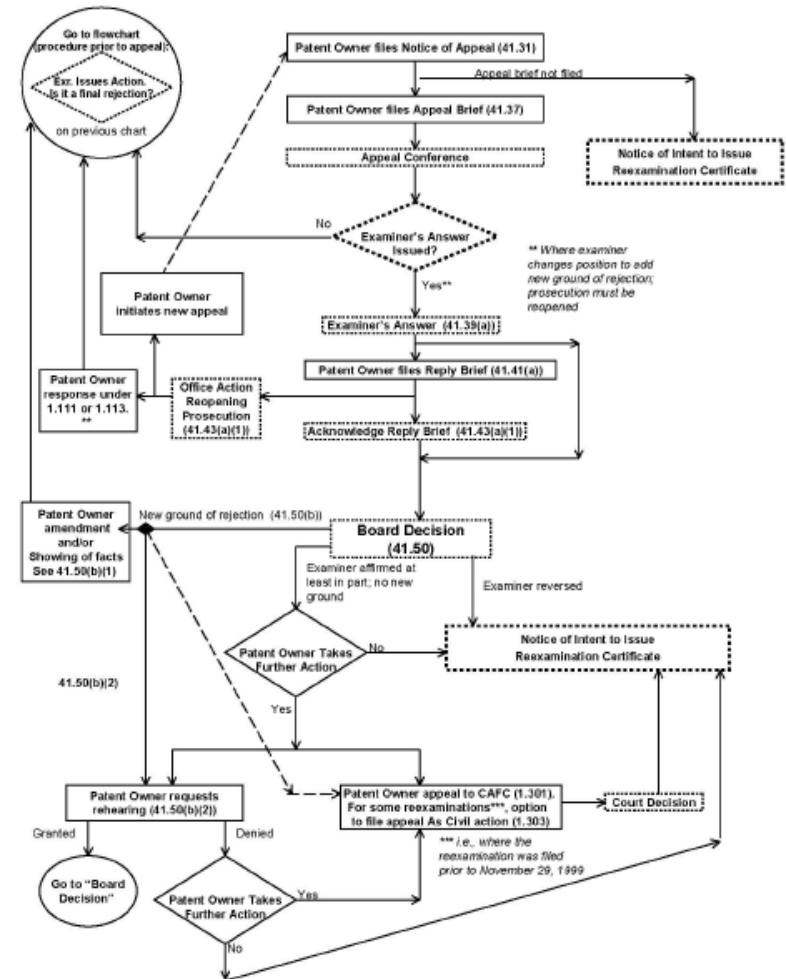 Go to flowchart
(procedure prior to appeal):
Exr. Issues Action.
Is it a final rejection?
on previous chart
Patent Owner files Notice of Appeal (41.31)
Appeal brief not filed
Patent Owner files Appeal Brief (41.37)
Appeal Conference
Notice of Intent to Issue
Reexamination Certificate
No
Examiner's Answer
Issued?
** Where examiner
changes position to add
new ground of rejection;
prosecution must be
reopened
Yes**
Patent Owner
initiates new appeal
Examiner's Answer (41.39(a))
Patent Owner files Reply Brief (41.41(a))
Patent Owner
response under
1.111 or 1.113.
**
Office Action
Reopening
Prosecution
(41.43(a)(1))
Acknowledge Reply Brief (41.43(a)(1))
Patent Owner
amendment
and/or
Showing of facts
See 41.50(b)(1)
New ground of rejection (41.50(b))
Board Decision
(41.50)
Examiner affirmed at
least in part; no new
ground
Examiner reversed
Patent Owner Takes
Further Action
No
Notice of Intent to Issue
Reexamination Certificate
41.50(b)(2)
Yes
Patent Owner requests
rehearing (41.50(b)(2))
Patent Owner appeal to CAFC (1.301).
For some reexaminations***, option
to file appeal As Civil action (1.303)
Court Decision
Granted
Denied
*** i.e., where the
reexamination was filed
prior to November 29, 1999
Go to "Board
Decision"
Patent Owner Takes
Further Action
Yes
No